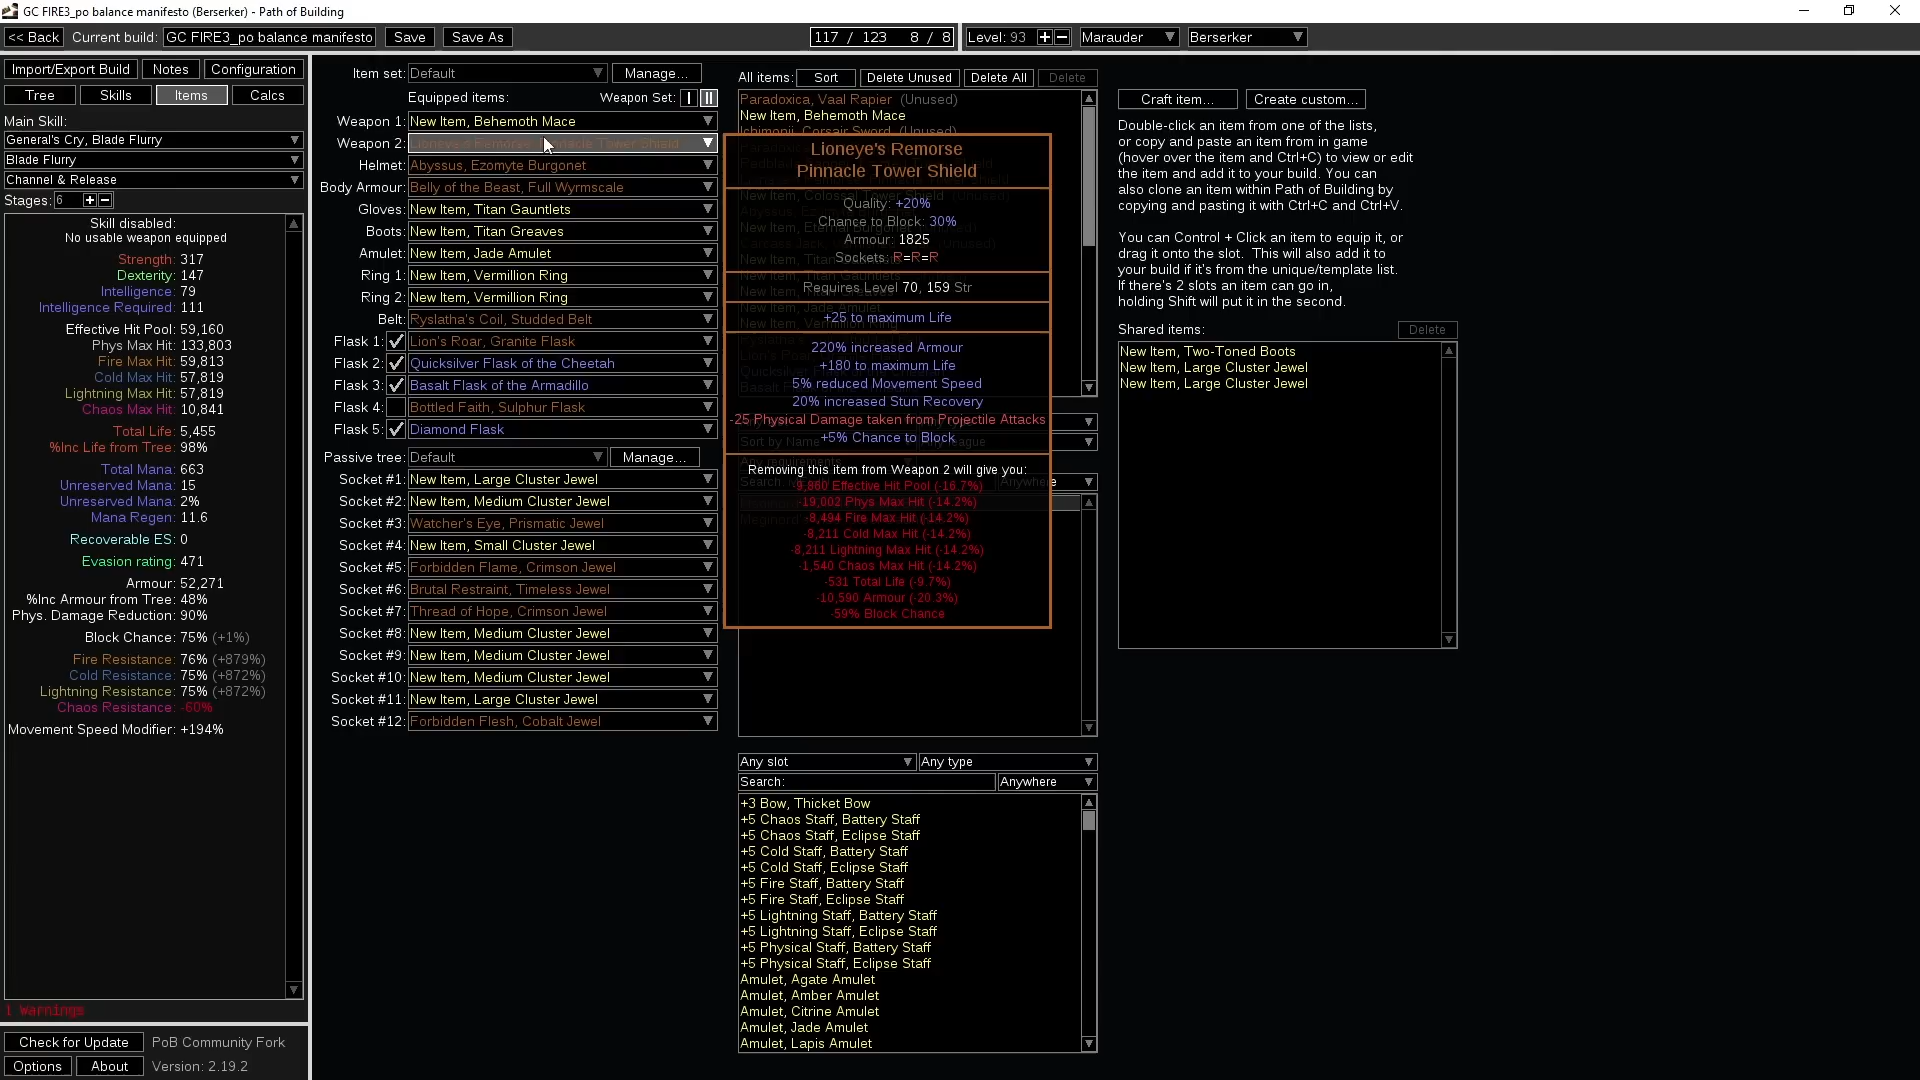 GC FIRE3_po balance manifesto (Berserker) - Path of Building
<< Back
Current build: GC FIRE3_po balance manifesto
Save
Save As
117 / 123 8 / 8
Level: 93
Marauder
Berserker
Import/Export Build
Notes
Configuration
Tree
Skills
Items
Calcs
Main Skill:
General's Cry, Blade Flurry
Blade Flurry
Channel & Release
Stages: 6
Skill disabled:
No usable weapon equipped
Strength: 317
Dexterity: 147
Intelligence: 79
Intelligence Required: 111
Effective Hit Pool: 59,160
Phys Max Hit: 133,803
Fire Max Hit: 59,813
Cold Max Hit: 57,819
Lightning Max Hit: 57,819
Chaos Max Hit: 10,841
Total Life: 5,455
%Inc Life from Tree: 98%
Total Mana: 663
Unreserved Mana: 15
Unreserved Mana: 2%
Mana Regen: 11.6
Recoverable ES: 0
Evasion rating: 471
Armour: 52,271
%Inc Armour from Tree: 48%
Phys. Damage Reduction: 90%
Block Chance: 75% (+1%)
Fire Resistance: 76% (+879%)
Cold Resistance: 75% (+872%)
Lightning Resistance: 75% (+872%)
Chaos Resistance: -60%
Movement Speed Modifier: +194%
1 Warnings
Check for Update
PoB Community Fork
Options
About
Version: 2.19.2
Item set: Default
Manage...
Equipped items:
Weapon Set: I II
Weapon 1: New Item, Behemoth Mace
Weapon 2: Lioneye's Remorse, Pinnacle Tower Shield
Helmet: Abyssus, Ezomyte Burgonet
Body Armour: Belly of the Beast, Full Wyrmscale
Gloves: New Item, Titan Gauntlets
Boots: New Item, Titan Greaves
Amulet: New Item, Jade Amulet
Ring 1: New Item, Vermillion Ring
Ring 2: New Item, Vermillion Ring
Belt: Ryslatha's Coil, Studded Belt
Flask 1: Lion's Roar, Granite Flask
Flask 2: Quicksilver Flask of the Cheetah
Flask 3: Basalt Flask of the Armadillo
Flask 4: Bottled Faith, Sulphur Flask
Flask 5: Diamond Flask
Passive tree: Default
Manage...
Socket #1: New Item, Large Cluster Jewel
Socket #2: New Item, Medium Cluster Jewel
Socket #3: Watcher's Eye, Prismatic Jewel
Socket #4: New Item, Small Cluster Jewel
Socket #5: Forbidden Flame, Crimson Jewel
Socket #6: Brutal Restraint, Timeless Jewel
Socket #7: Thread of Hope, Crimson Jewel
Socket #8: New Item, Medium Cluster Jewel
Socket #9: New Item, Medium Cluster Jewel
Socket #10: New Item, Medium Cluster Jewel
Socket #11: New Item, Large Cluster Jewel
Socket #12: Forbidden Flesh, Cobalt Jewel
All items:
Sort
Delete Unused
Delete All
Delete
Paradoxica, Vaal Rapier (Unused)
New Item, Behemoth Mace
Ichimonji, Corsair Sword (Unused)
Lioneye's Remorse
Pinnacle Tower Shield
Quality: +20%
Chance to Block: 30%
Armour: 1825
Sockets: R=R=R
Requires Level 70, 159 Str
+25 to maximum Life
220% increased Armour
+180 to maximum Life
5% reduced Movement Speed
20% increased Stun Recovery
-25 Physical Damage taken from Projectile Attacks
+5% Chance to Block
Removing this item from Weapon 2 will give you:
-9,860 Effective Hit Pool (-16.7%)
-19,002 Phys Max Hit (-14.2%)
-8,494 Fire Max Hit (-14.2%)
-8,211 Cold Max Hit (-14.2%)
-8,211 Lightning Max Hit (-14.2%)
-1,540 Chaos Max Hit (-14.2%)
-531 Total Life (-9.7%)
-10,590 Armour (-20.3%)
-59% Block Chance
Any slot
Any type
Search:
Anywhere
+3 Bow, Thicket Bow
+5 Chaos Staff, Battery Staff
+5 Chaos Staff, Eclipse Staff
+5 Cold Staff, Battery Staff
+5 Cold Staff, Eclipse Staff
+5 Fire Staff, Battery Staff
+5 Fire Staff, Eclipse Staff
+5 Lightning Staff, Battery Staff
+5 Lightning Staff, Eclipse Staff
+5 Physical Staff, Battery Staff
+5 Physical Staff, Eclipse Staff
Amulet, Agate Amulet
Amulet, Amber Amulet
Amulet, Citrine Amulet
Amulet, Jade Amulet
Amulet, Lapis Amulet
Craft item...
Create custom...
Double-click an item from one of the lists,
or copy and paste an item from in game
(hover over the item and Ctrl+C) to view or edit
the item and add it to your build. You can
also clone an item within Path of Building by
copying and pasting it with Ctrl+C and Ctrl+V.
You can Control + Click an item to equip it, or
drag it onto the slot. This will also add it to
your build if it's from the unique/template list.
If there's 2 slots an item can go in,
holding Shift will put it in the second.
Shared items:
Delete
New Item, Two-Toned Boots
New Item, Large Cluster Jewel
New Item, Large Cluster Jewel